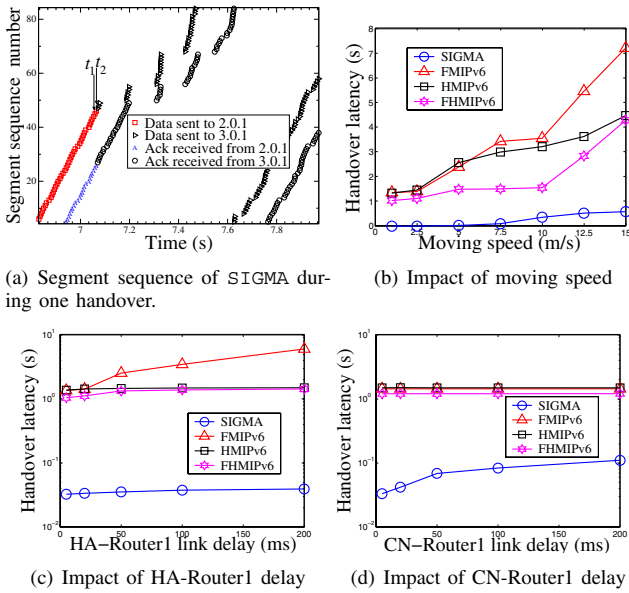 Segment sequence number
80
60
40
20
t1 t2
Data sent to 2.0.1
Data sent to 3.0.1
Ack received from 2.0.1
Ack received from 3.0.1
7 7.2 7.4 7.6 7.8
Time (s)
(a) Segment sequence of SIGMA dur-
ing one handover.
Handover latency (s)
8
7
6
5
4
3
2
1
0
SIGMA
FMIPv6
HMIPv6
FHMIPv6
0 2.5 5 7.5 10 12.5 15
Moving speed (m/s)
(b) Impact of moving speed
Handover latency (s)
10^1
10^0
10^-1
10^-2
SIGMA
FMIPv6
HMIPv6
FHMIPv6
0 50 100 150 200
HA−Router1 link delay (ms)
(c) Impact of HA-Router1 delay
Handover latency (s)
10^1
10^0
10^-1
10^-2
SIGMA
FMIPv6
HMIPv6
FHMIPv6
0 50 100 150 200
CN−Router1 link delay (ms)
(d) Impact of CN-Router1 delay